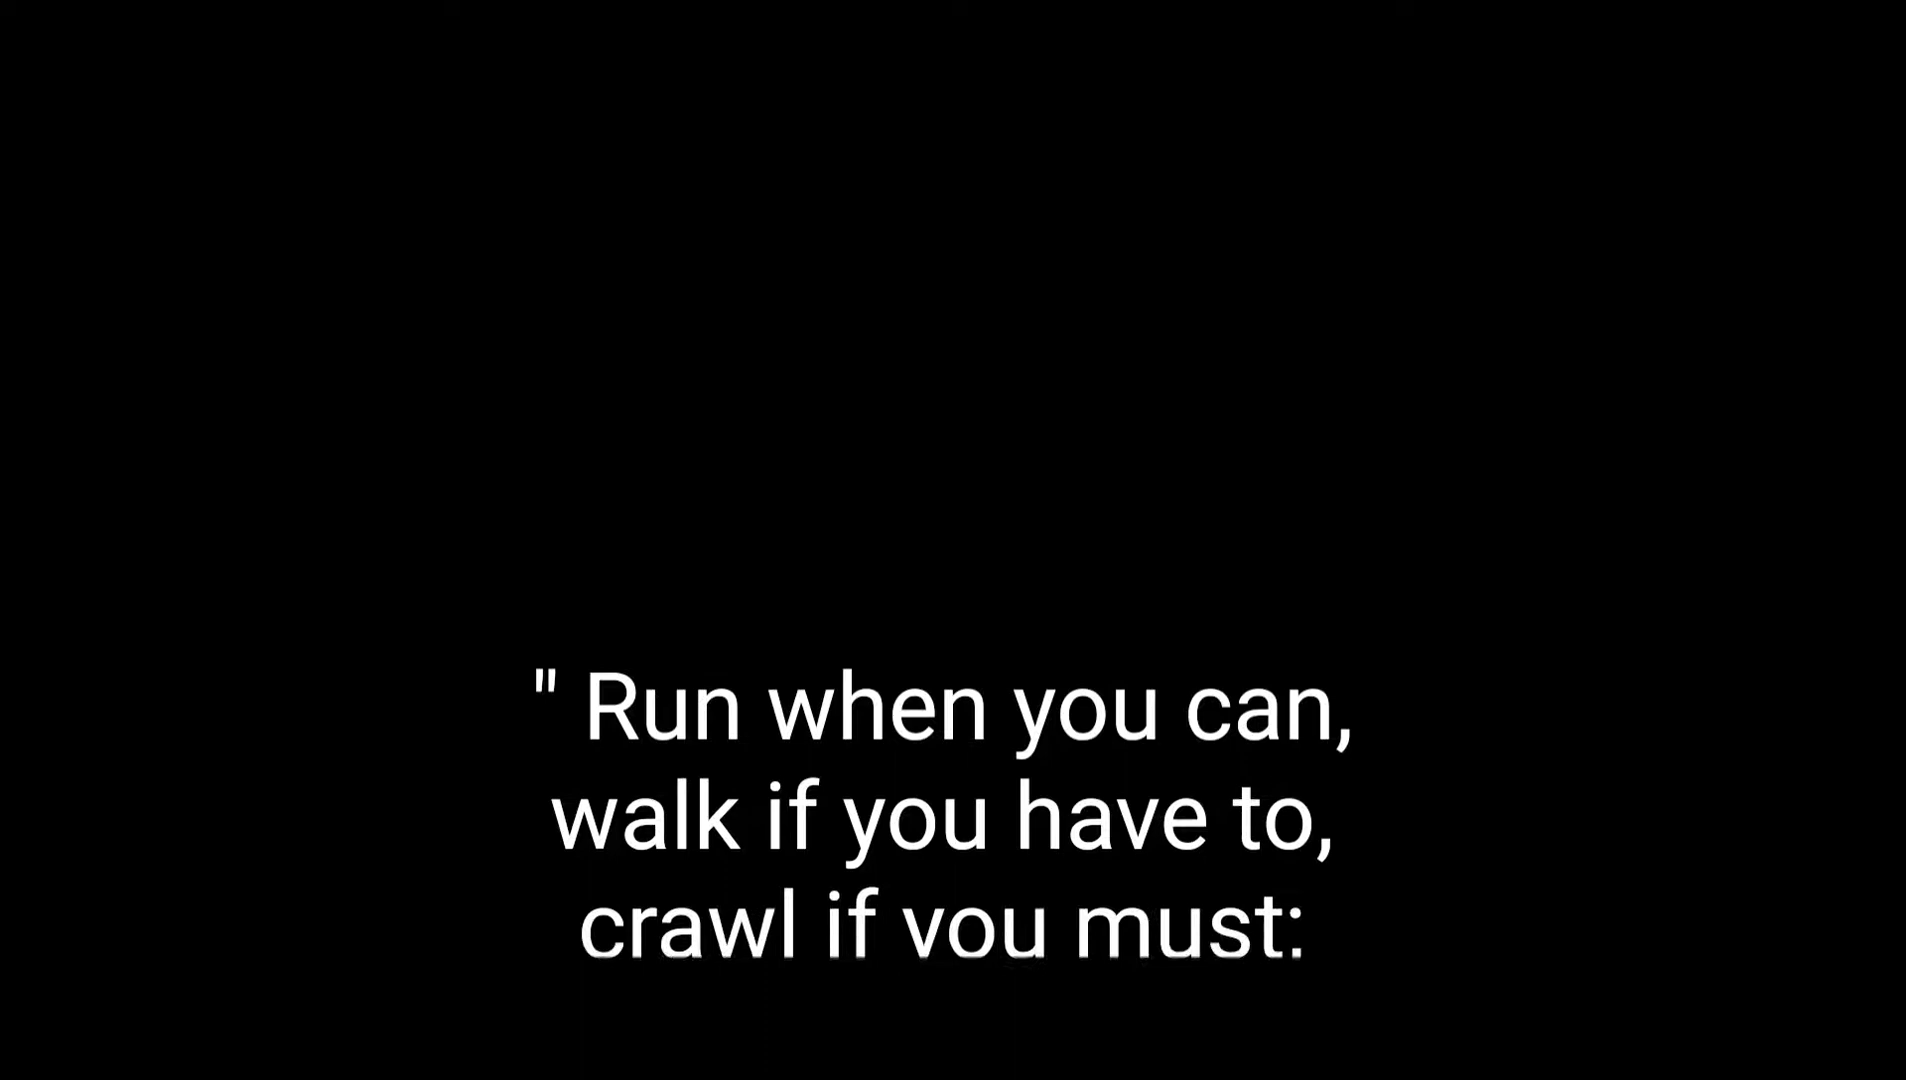 " Run when you can,
walk if you have to,
crawl if you must: